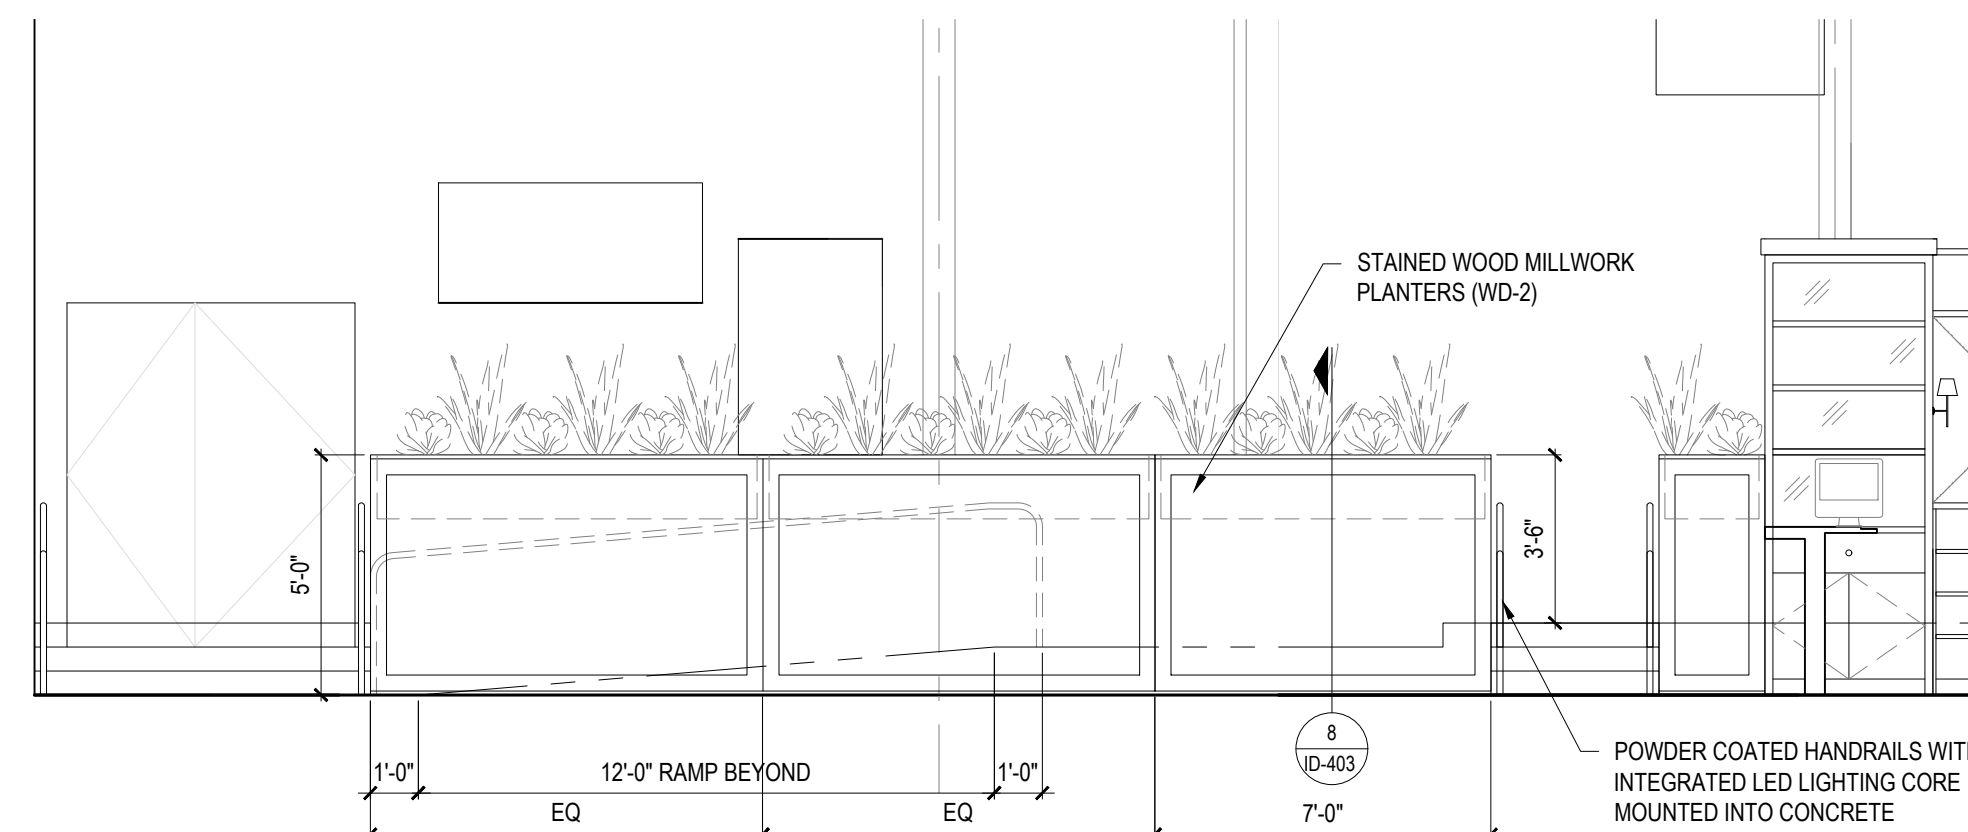 STAINED WOOD MILLWORK
PLANTERS (WD-2)
5'-0"
3'-6"
8
ID-403
POWDER COATED HANDRAILS WITH
INTEGRATED LED LIGHTING CORE
MOUNTED INTO CONCRETE
1'-0"
12'-0" RAMP BEYOND
1'-0"
EQ
EQ
7'-0"